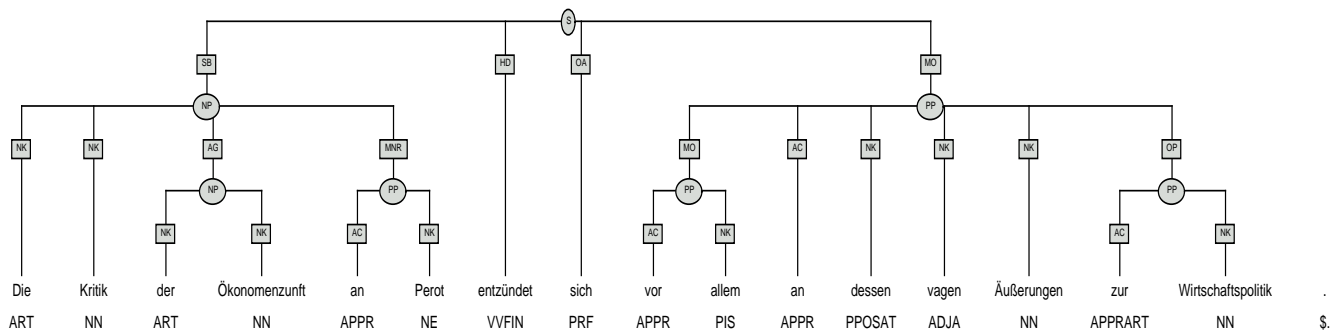 S
SB HD OA MO
NP PP
NK NK AG MNR MO AC NK NK NK OP
NP PP PP PP
NK NK AC NK AC NK AC NK
Die Kritik der Ökonomenzunft an Perot entzündet sich vor allem an dessen vagen Äußerungen zur Wirtschaftspolitik .
ART NN ART NN APPR NE VVFIN PRF APPR PIS APPR PPOSAT ADJA NN APPRART NN $.